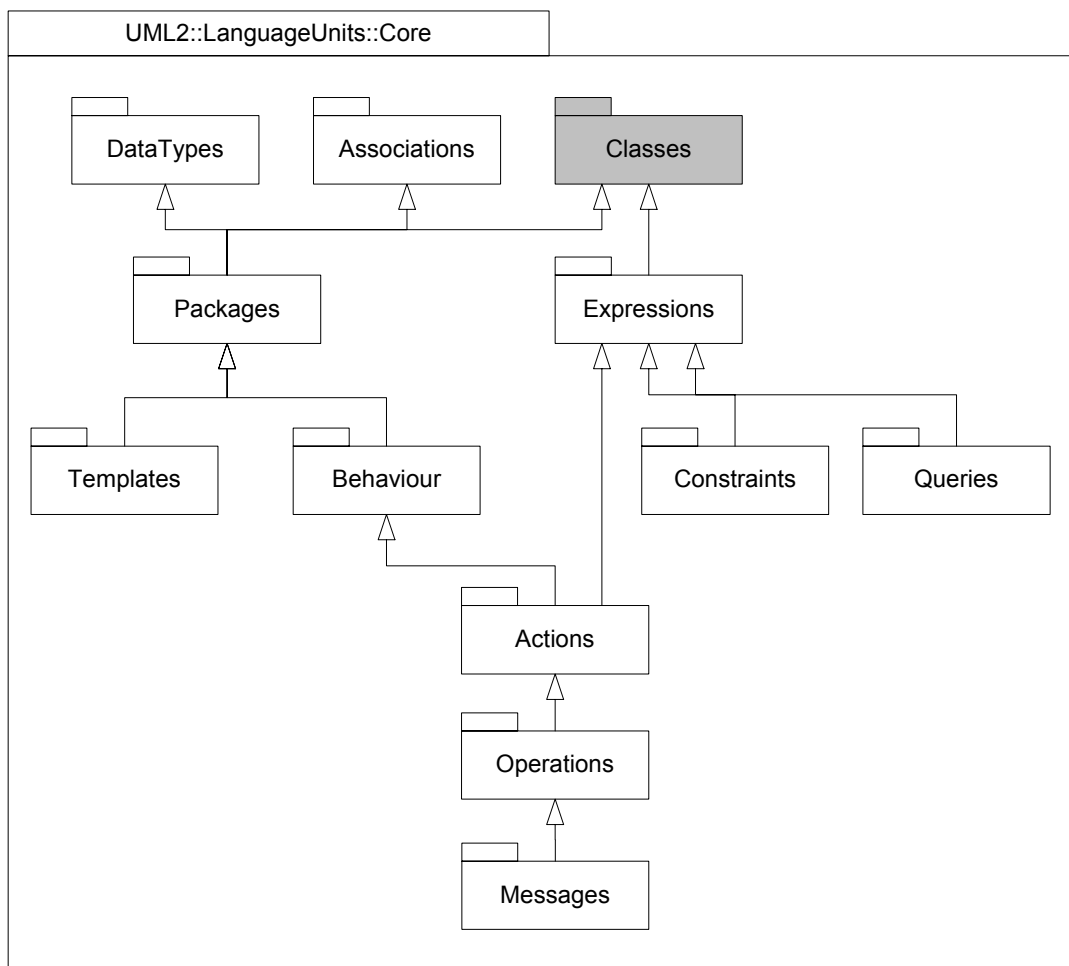 UML2::LanguageUnits::Core
DataTypes
Associations
Classes
Packages
Expressions
Templates
Behaviour
Constraints
Queries
Actions
Operations
Messages